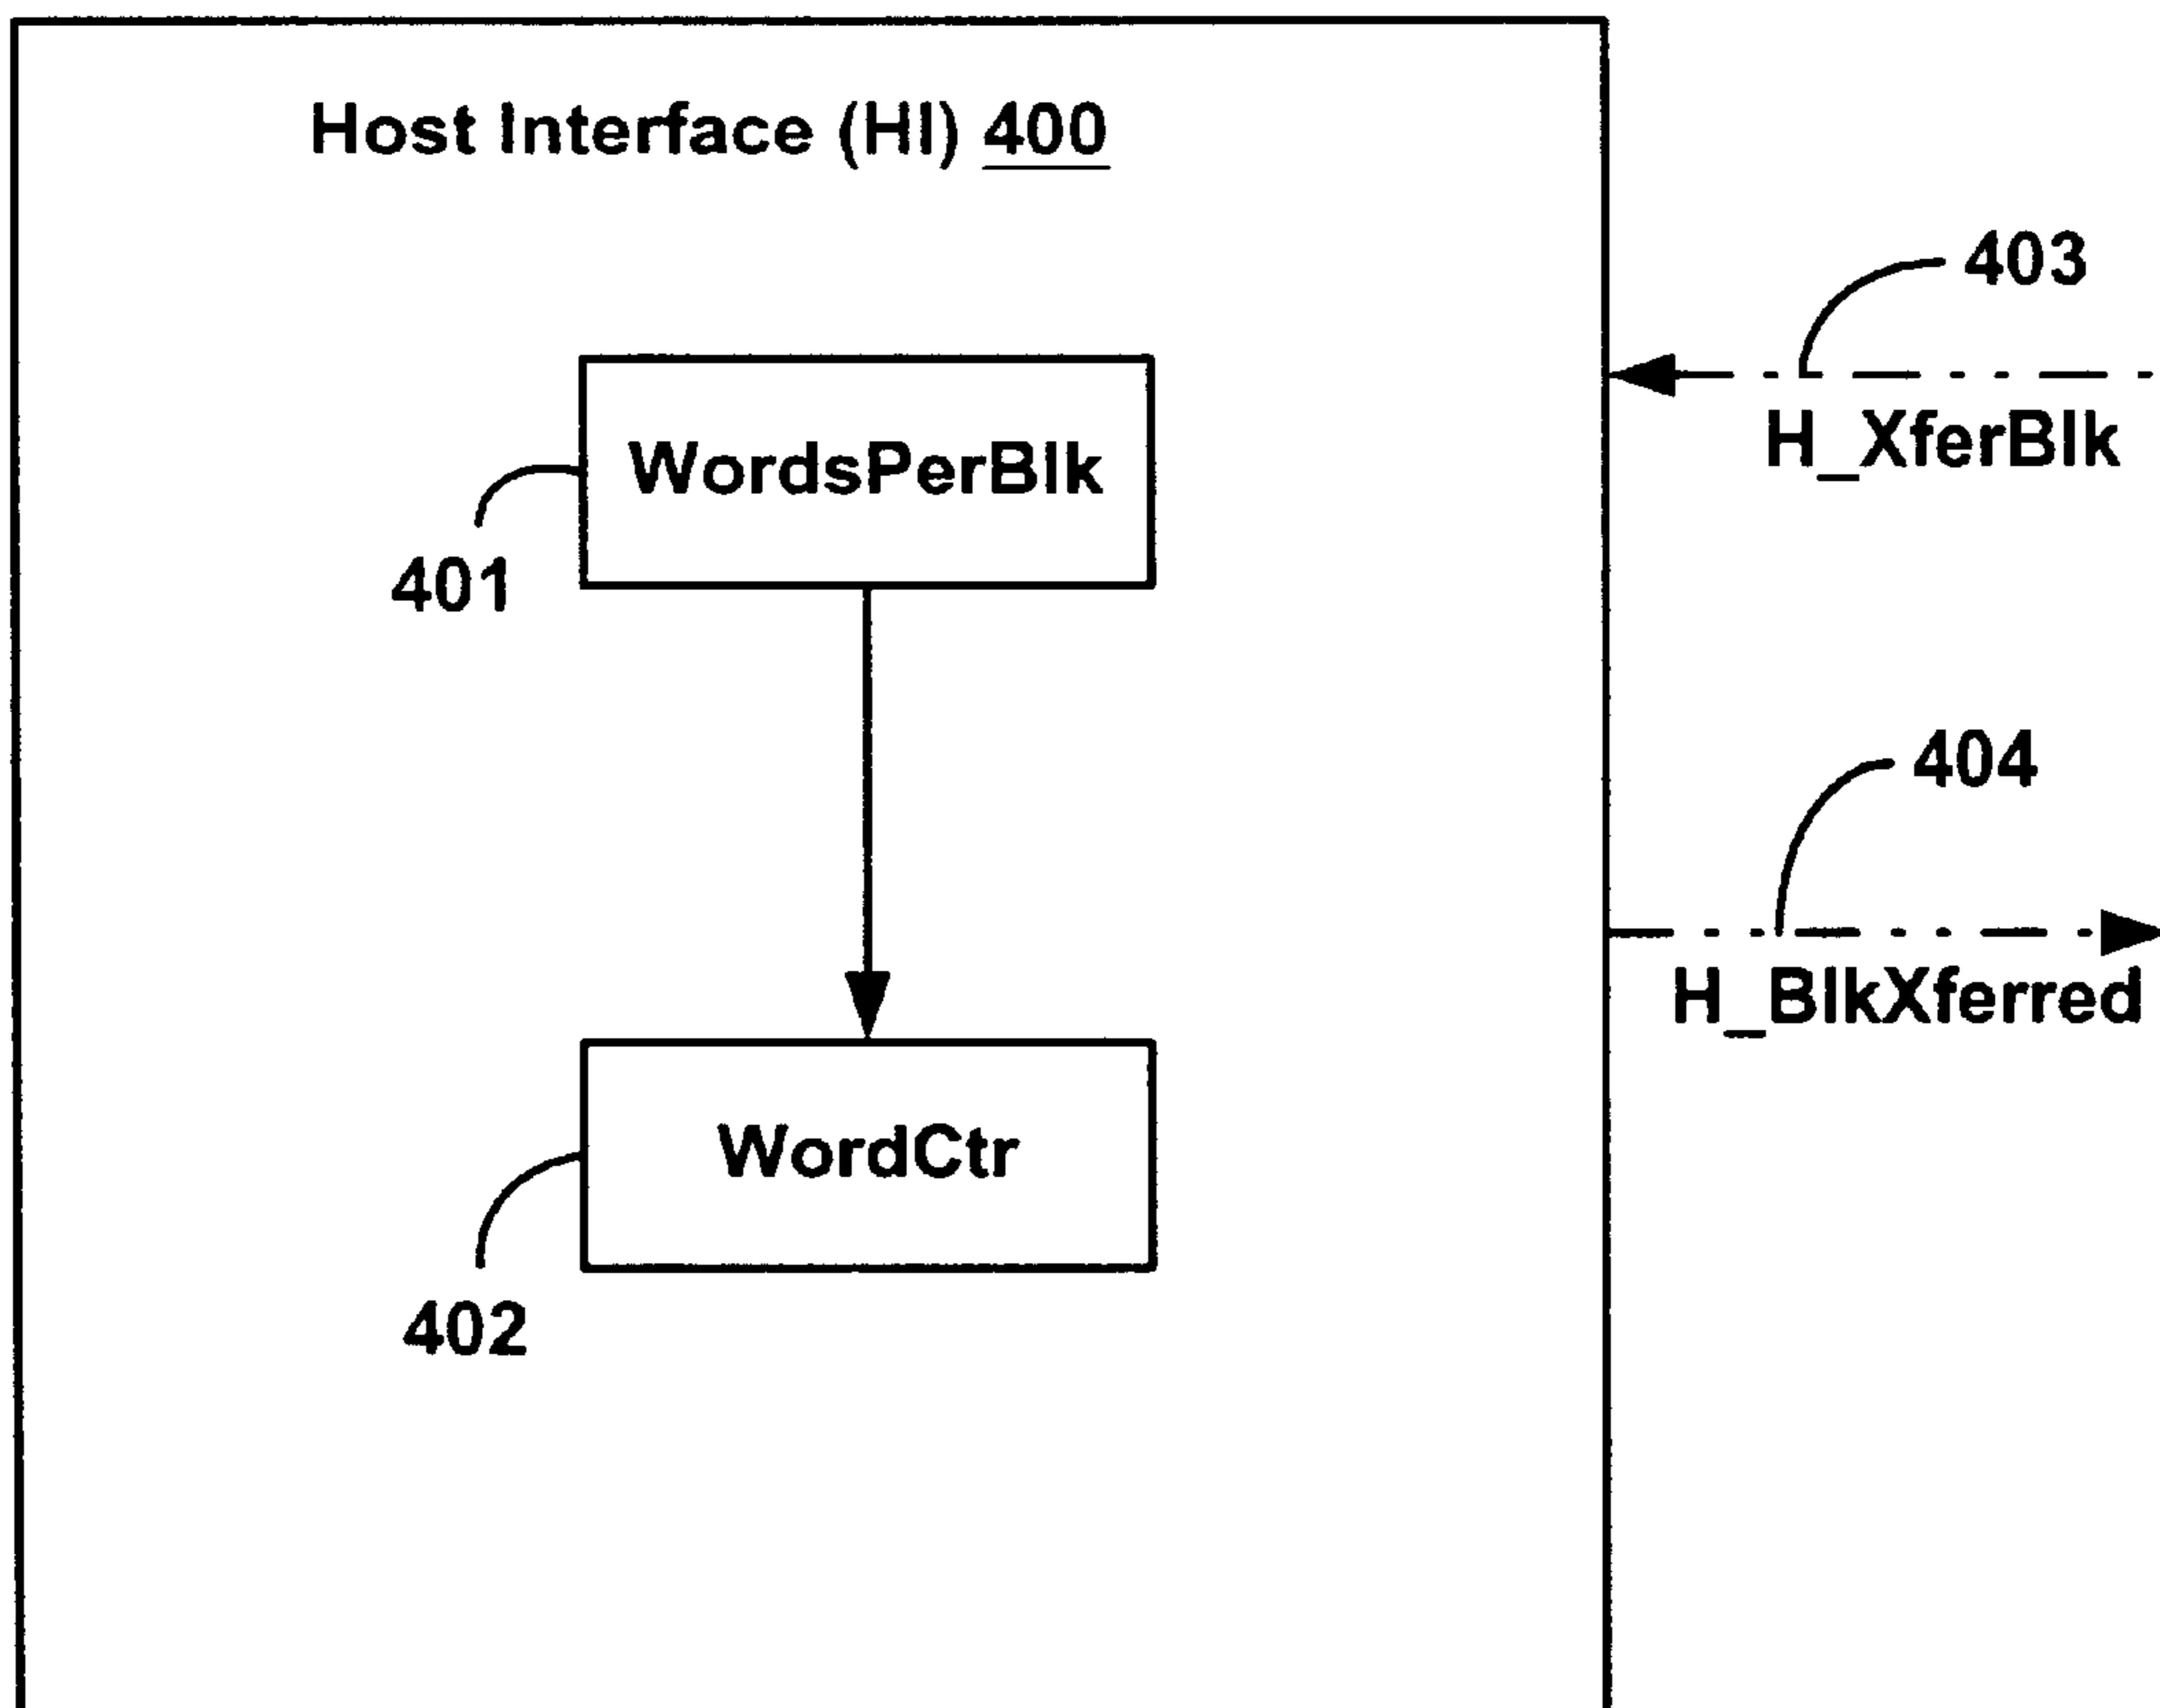 Host Interface (HI) 400
403
H_XferBlk
WordsPerBlk
401
404
H_BlkXferred
WordCtr
402